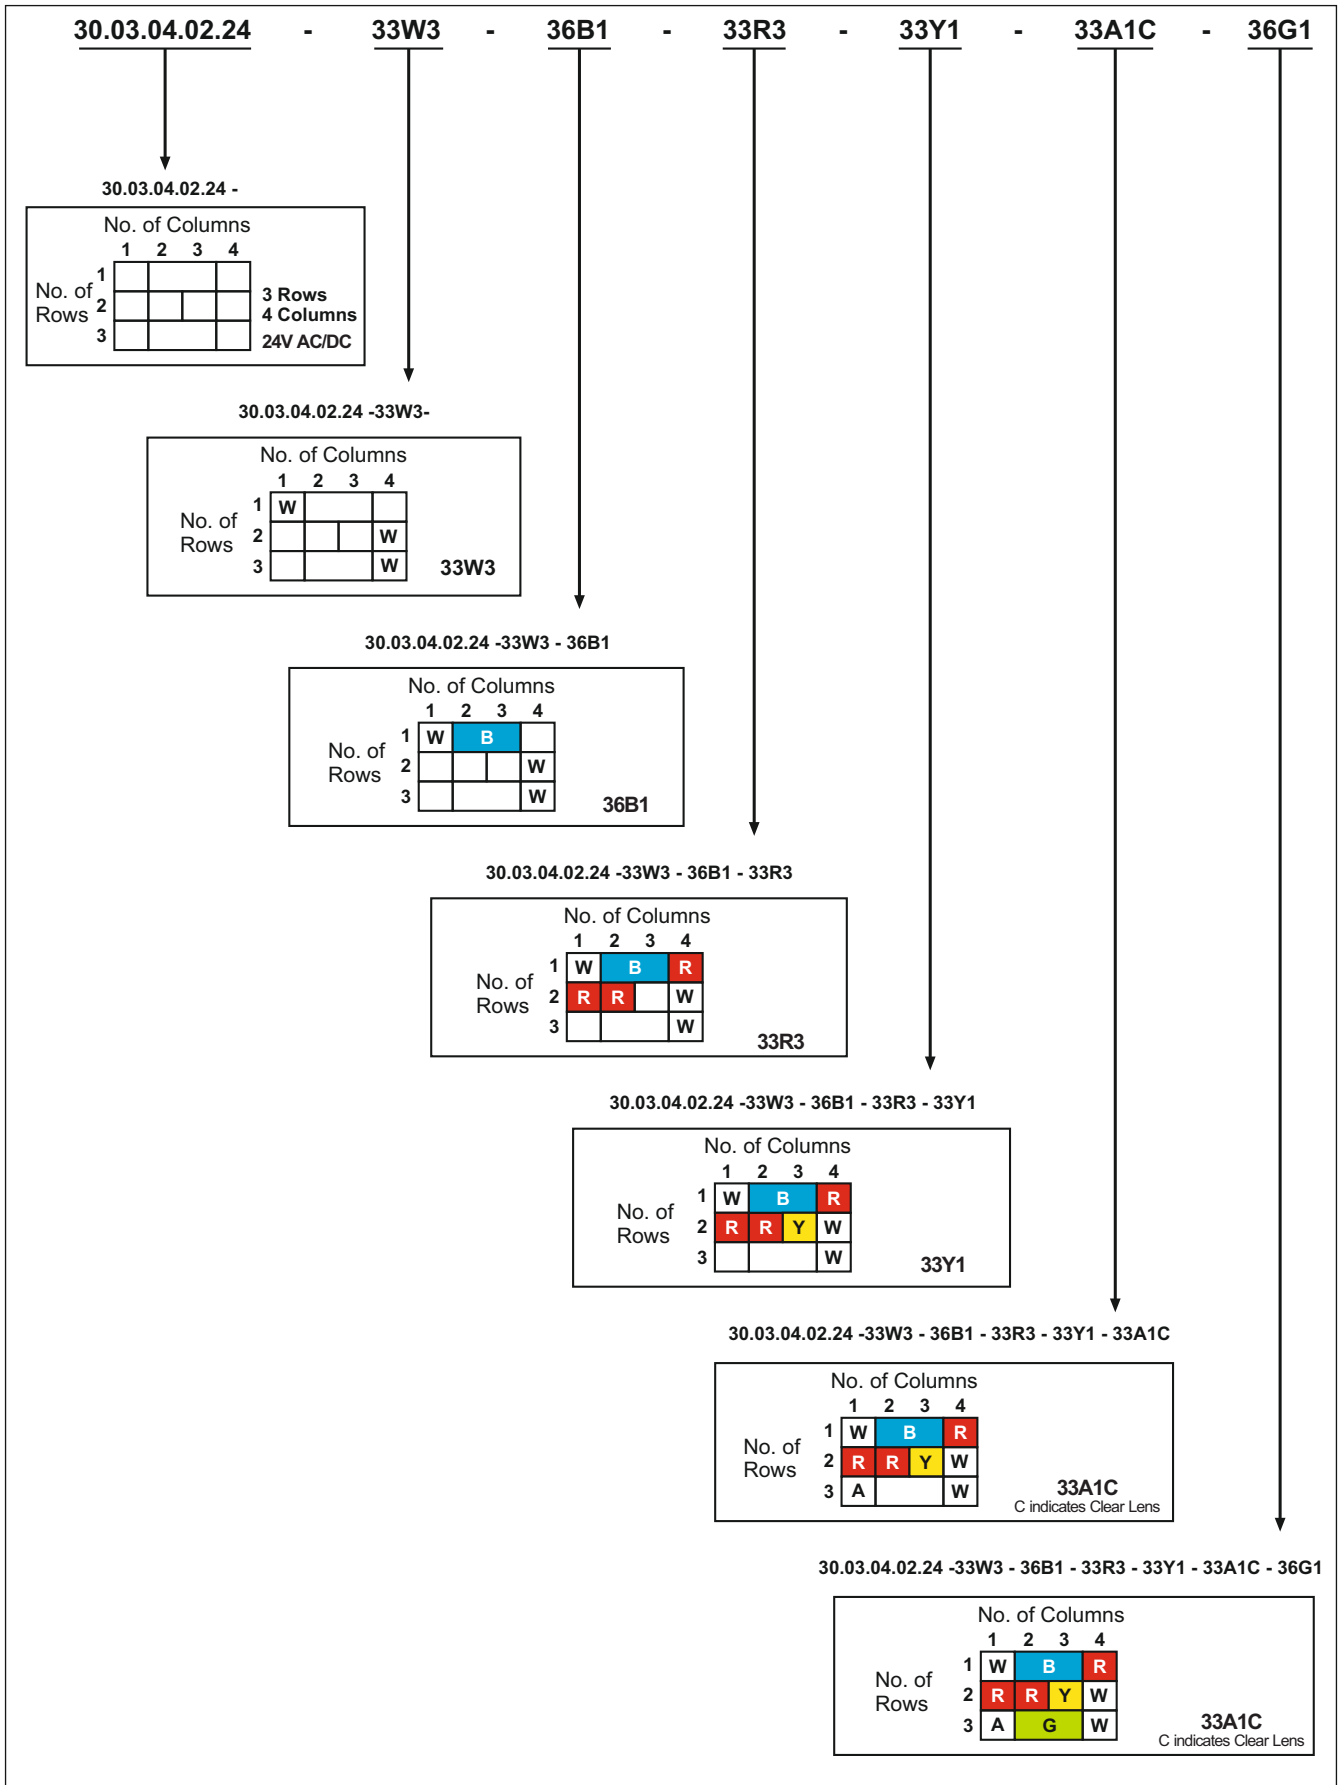 30.03.04.02.24 - 33W3 - 36B1 - 33R3 - 33Y1 - 33A1C - 36G1
30.03.04.02.24 -
No. of Columns
1 2 3 4
No. of Rows
1
2
3
3 Rows
4 Columns
24V AC/DC
30.03.04.02.24 -33W3-
No. of Columns
1 2 3 4
No. of Rows
1 W
2 W
3 W
33W3
30.03.04.02.24 -33W3 - 36B1
No. of Columns
1 2 3 4
No. of Rows
1 W B
2 W
3 W
36B1
30.03.04.02.24 -33W3 - 36B1 - 33R3
No. of Columns
1 2 3 4
No. of Rows
1 W B R
2 R R W
3 W
33R3
30.03.04.02.24 -33W3 - 36B1 - 33R3 - 33Y1
No. of Columns
1 2 3 4
No. of Rows
1 W B R
2 R R Y W
3 W
33Y1
30.03.04.02.24 -33W3 - 36B1 - 33R3 - 33Y1 - 33A1C
No. of Columns
1 2 3 4
No. of Rows
1 W B R
2 R R Y W
3 A W
33A1C
C indicates Clear Lens
30.03.04.02.24 -33W3 - 36B1 - 33R3 - 33Y1 - 33A1C - 36G1
No. of Columns
1 2 3 4
No. of Rows
1 W B R
2 R R Y W
3 A G W
33A1C
C indicates Clear Lens